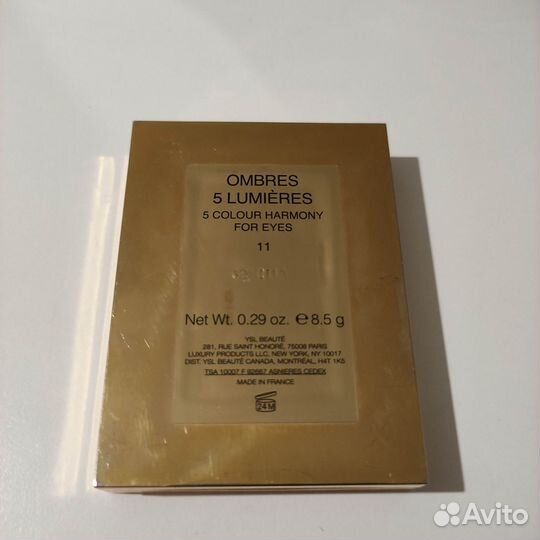 OMBRES
5 LUMIÈRES
5 COLOUR HARMONY
FOR EYES
11
Net Wt. 0.29 oz. ℮ 8.5 g
YSL BEAUTÉ
281, RUE SAINT HONORÉ, 75008 PARIS
LUXURY PRODUCTS LLC, NEW YORK, NY 10017
DIST. YSL BEAUTÉ CANADA, MONTRÉAL, H4T 1K5
TSA 10007 F 92667 ASNIERES CEDEX
MADE IN FRANCE
24 M
Avito